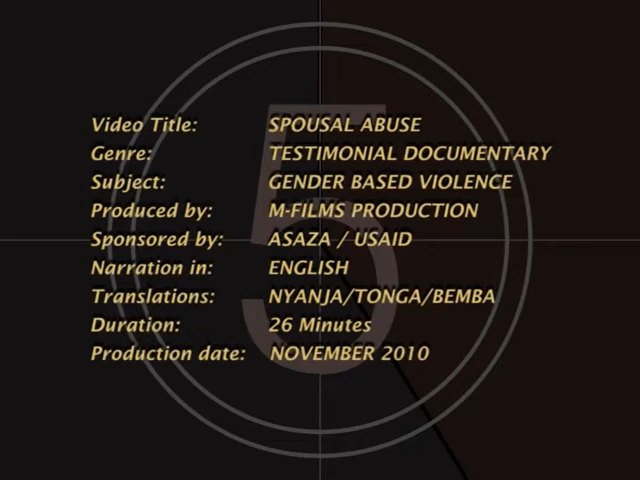 5
Video Title: SPOUSAL ABUSE
Genre: TESTIMONIAL DOCUMENTARY
Subject: GENDER BASED VIOLENCE
Produced by: M-FILMS PRODUCTION
Sponsored by: ASAZA / USAID
Narration in: ENGLISH
Translations: NYANJA/TONGA/BEMBA
Duration: 26 Minutes
Production date: NOVEMBER 2010